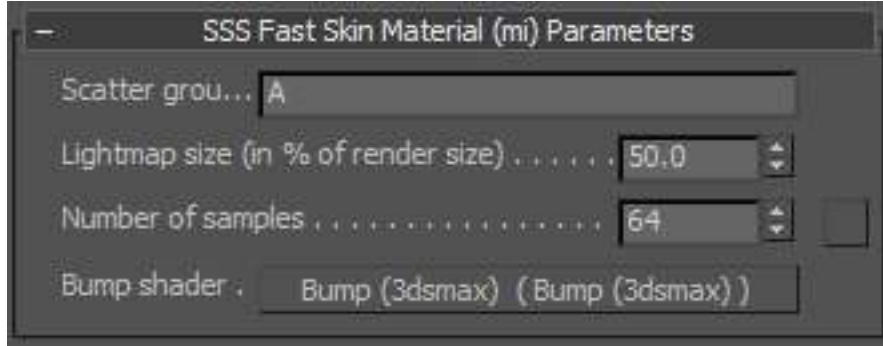 – SSS Fast Skin Material (mi) Parameters
Scatter grou... A
Lightmap size (in % of render size) . . . . . . 50.0
Number of samples . . . . . . . . . . . . . . . . 64
Bump shader . Bump (3dsmax) ( Bump (3dsmax) )